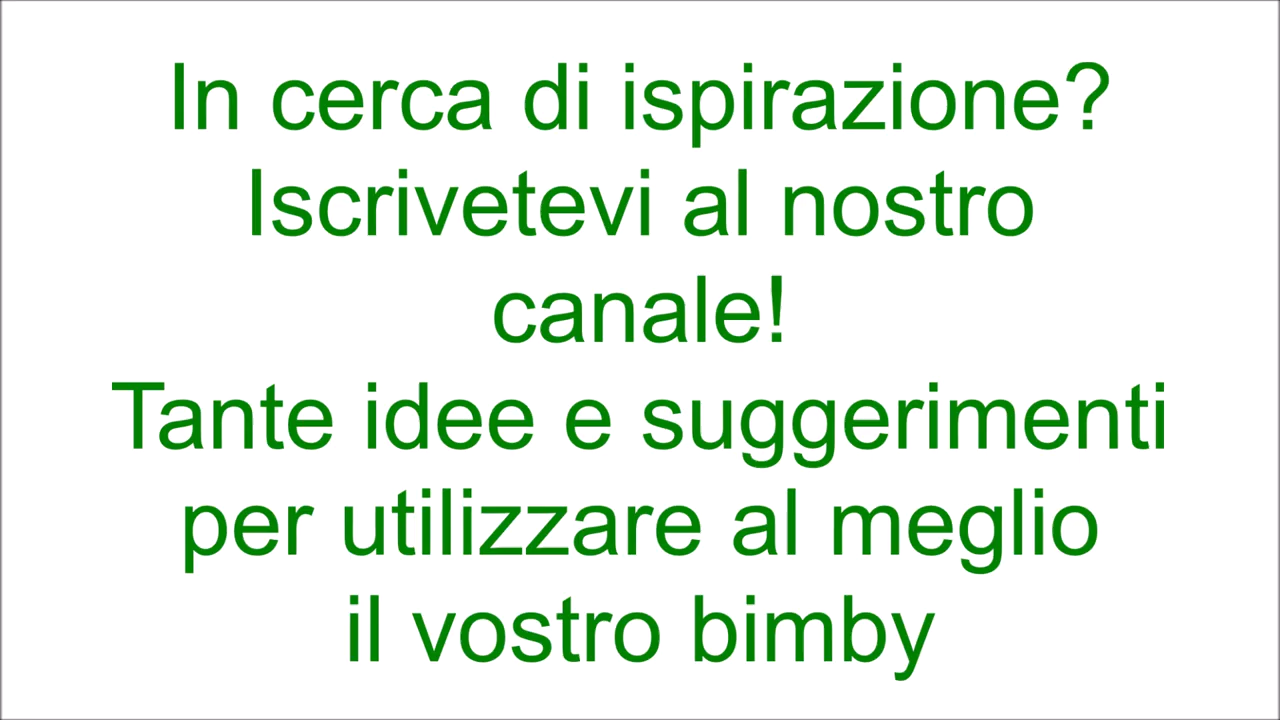 In cerca di ispirazione?
Iscrivetevi al nostro
canale!
Tante idee e suggerimenti
per utilizzare al meglio
il vostro bimby